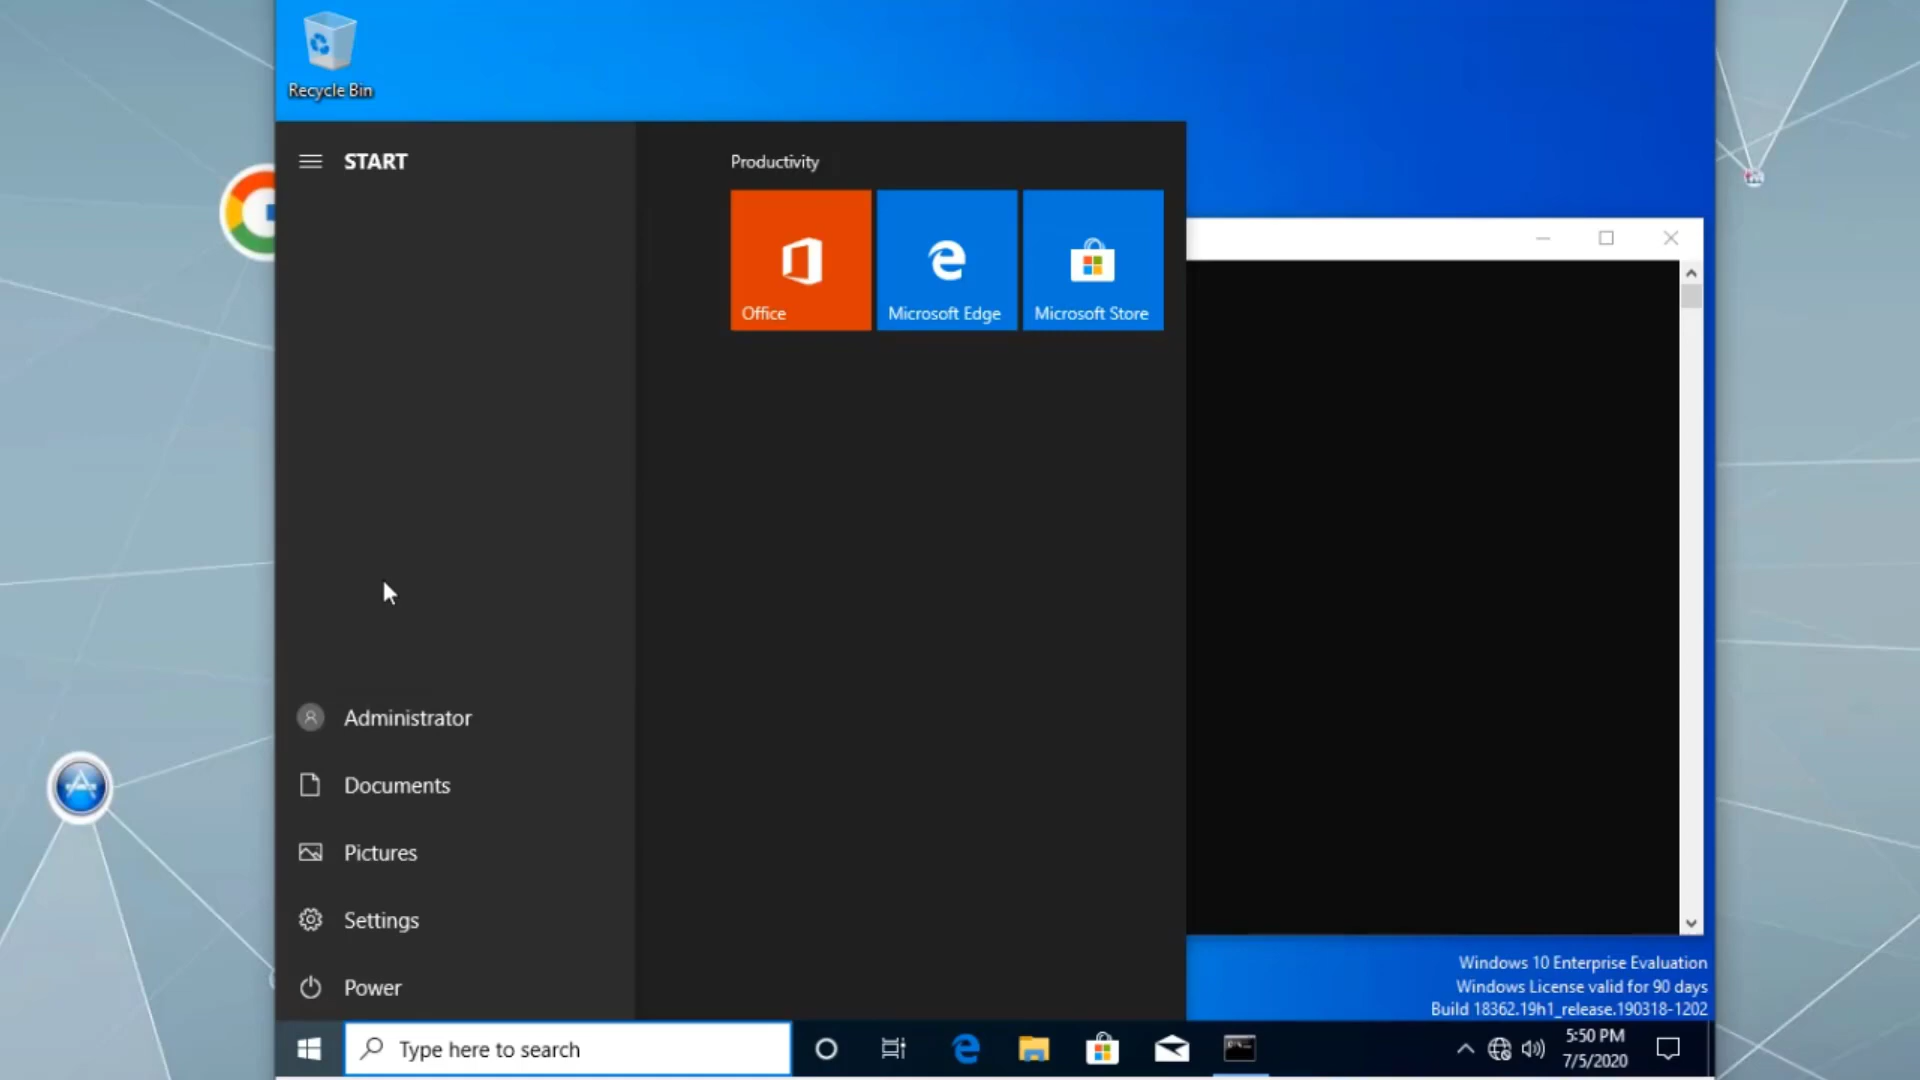 Recycle Bin
START
Productivity
Office
Microsoft Edge
Microsoft Store
Administrator
Documents
Pictures
Settings
Power
Windows 10 Enterprise Evaluation
Windows License valid for 90 days
Build 18362.19h1_release.190318-1202
Type here to search
5:50 PM
7/5/2020